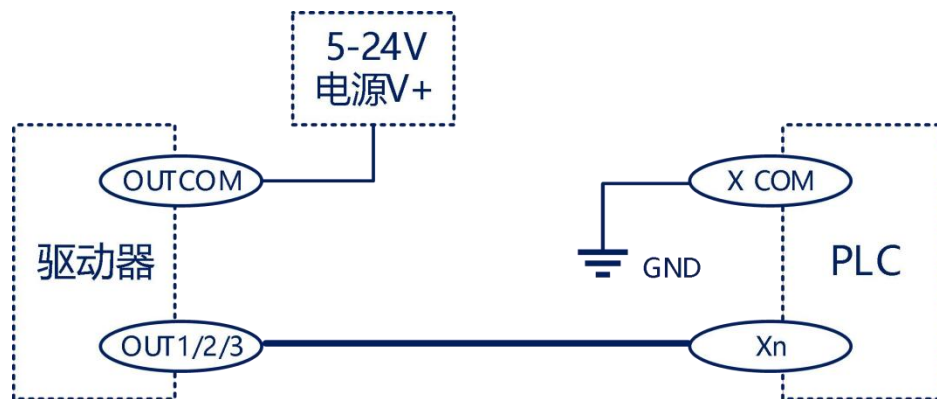 5-24V
电源V+
OUTCOM
X COM
驱动器
GND
PLC
OUT1/2/3
Xn